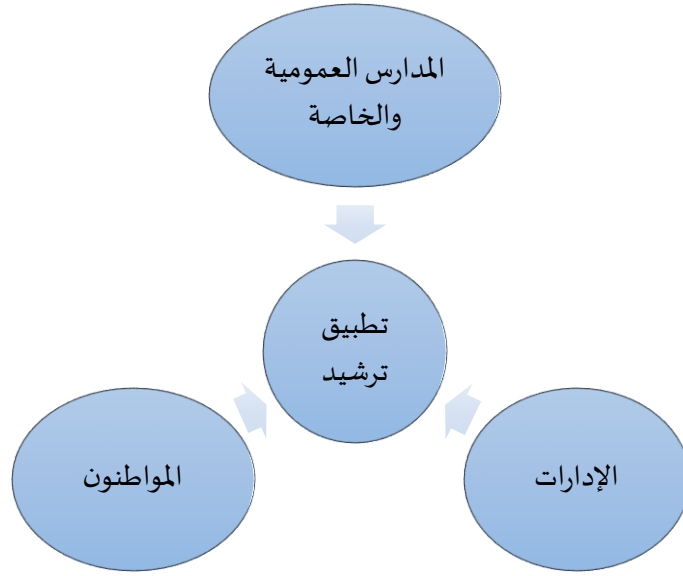 المدارس العمومية
والخاصة
تطبيق
ترشيد
الإدارات
المواطنون